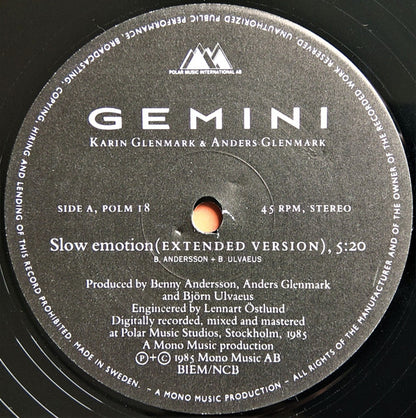 POLAR MUSIC INTERNATIONAL AB
GEMINI
KARIN GLENMARK & ANDERS GLENMARK
SIDE A, POLM 18
45 RPM, STEREO
Slow emotion (EXTENDED VERSION), 5:20
B. ANDERSSON + B. ULVAEUS
Produced by Benny Andersson, Anders Glenmark
and Björn Ulvaeus
Engineered by Lennart Östlund
Digitally recorded, mixed and mastered
at Polar Music Studios, Stockholm, 1985
A Mono Music production
Ⓟ+© 1985 Mono Music AB
BIEM/NCB
MADE IN SWEDEN. - A MONO MUSIC PRODUCTION - ALL RIGHTS OF THE MANUFACTURER AND OF THE OWNER OF THE RECORDED WORK RESERVED. UNAUTHORIZED PUBLIC PERFORMANCE, BROADCASTING, COPYING, HIRING AND LENDING OF THIS RECORD PROHIBITED.